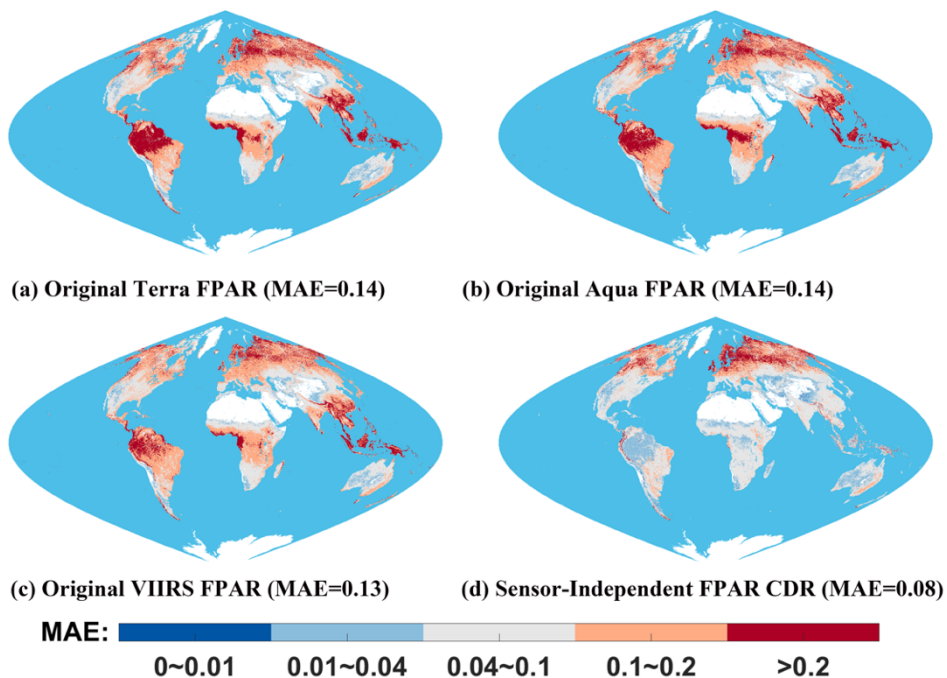 (a) Original Terra FPAR (MAE=0.14)
(b) Original Aqua FPAR (MAE=0.14)
(c) Original VIIRS FPAR (MAE=0.13)
(d) Sensor-Independent FPAR CDR (MAE=0.08)
MAE:
0~0.01 0.01~0.04 0.04~0.1 0.1~0.2 >0.2